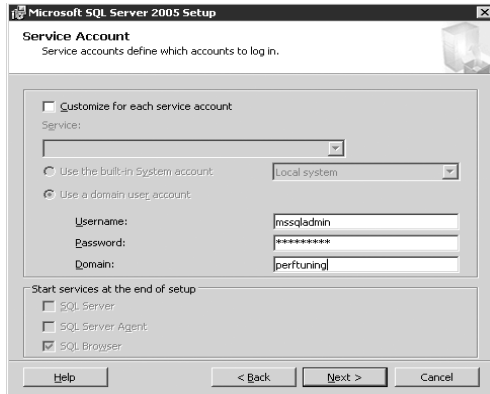 Microsoft SQL Server 2005 Setup
Service Account
Service accounts define which accounts to log in.
Customize for each service account
Service:
Use the built-in System account
Local system
Use a domain user account
Username:
mssqladmin
Password:
*********
Domain:
perftuning
Start services at the end of setup
SQL Server
SQL Server Agent
SQL Browser
Help
< Back
Next >
Cancel